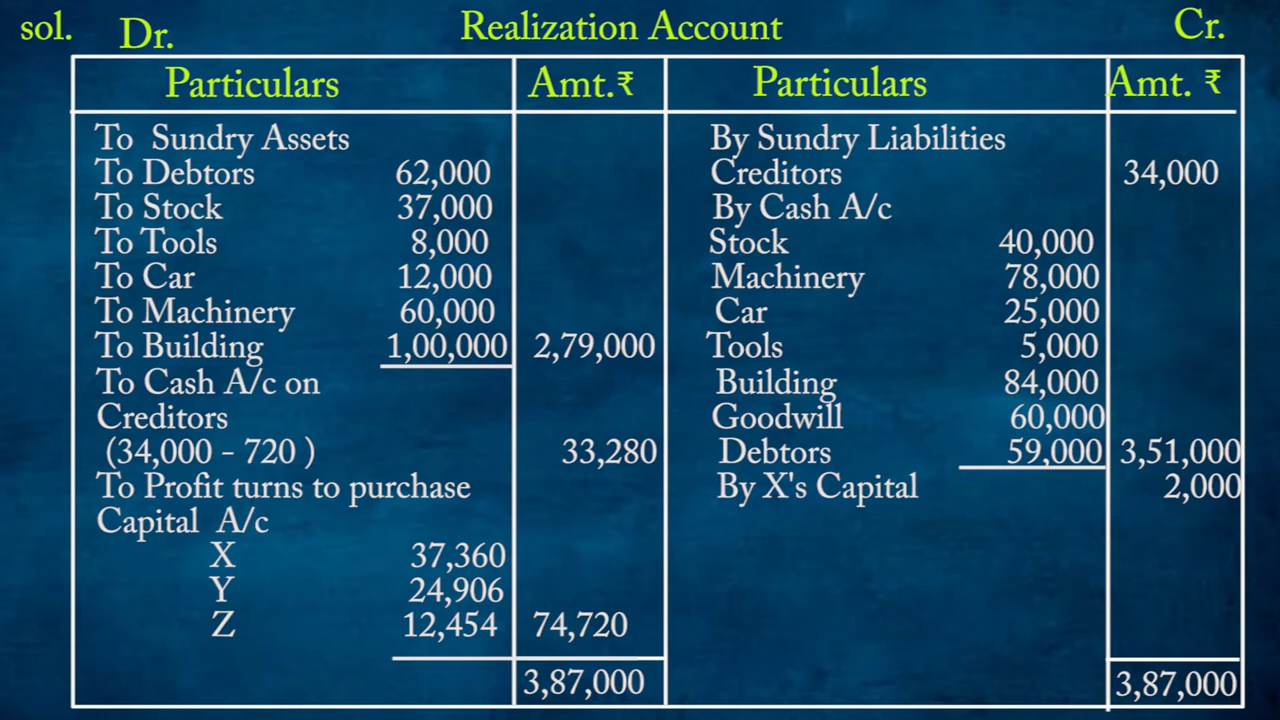 sol. Dr. Realization Account Cr.
Particulars Amt.₹ Particulars Amt. ₹
To Sundry Assets By Sundry Liabilities
To Debtors 62,000 Creditors 34,000
To Stock 37,000 By Cash A/c
To Tools 8,000 Stock 40,000
To Car 12,000 Machinery 78,000
To Machinery 60,000 Car 25,000
To Building 1,00,000 2,79,000 Tools 5,000
To Cash A/c on Building 84,000
Creditors Goodwill 60,000
(34,000 - 720 ) 33,280 Debtors 59,000 3,51,000
To Profit turns to purchase By X's Capital 2,000
Capital A/c
X 37,360
Y 24,906
Z 12,454 74,720
3,87,000 3,87,000